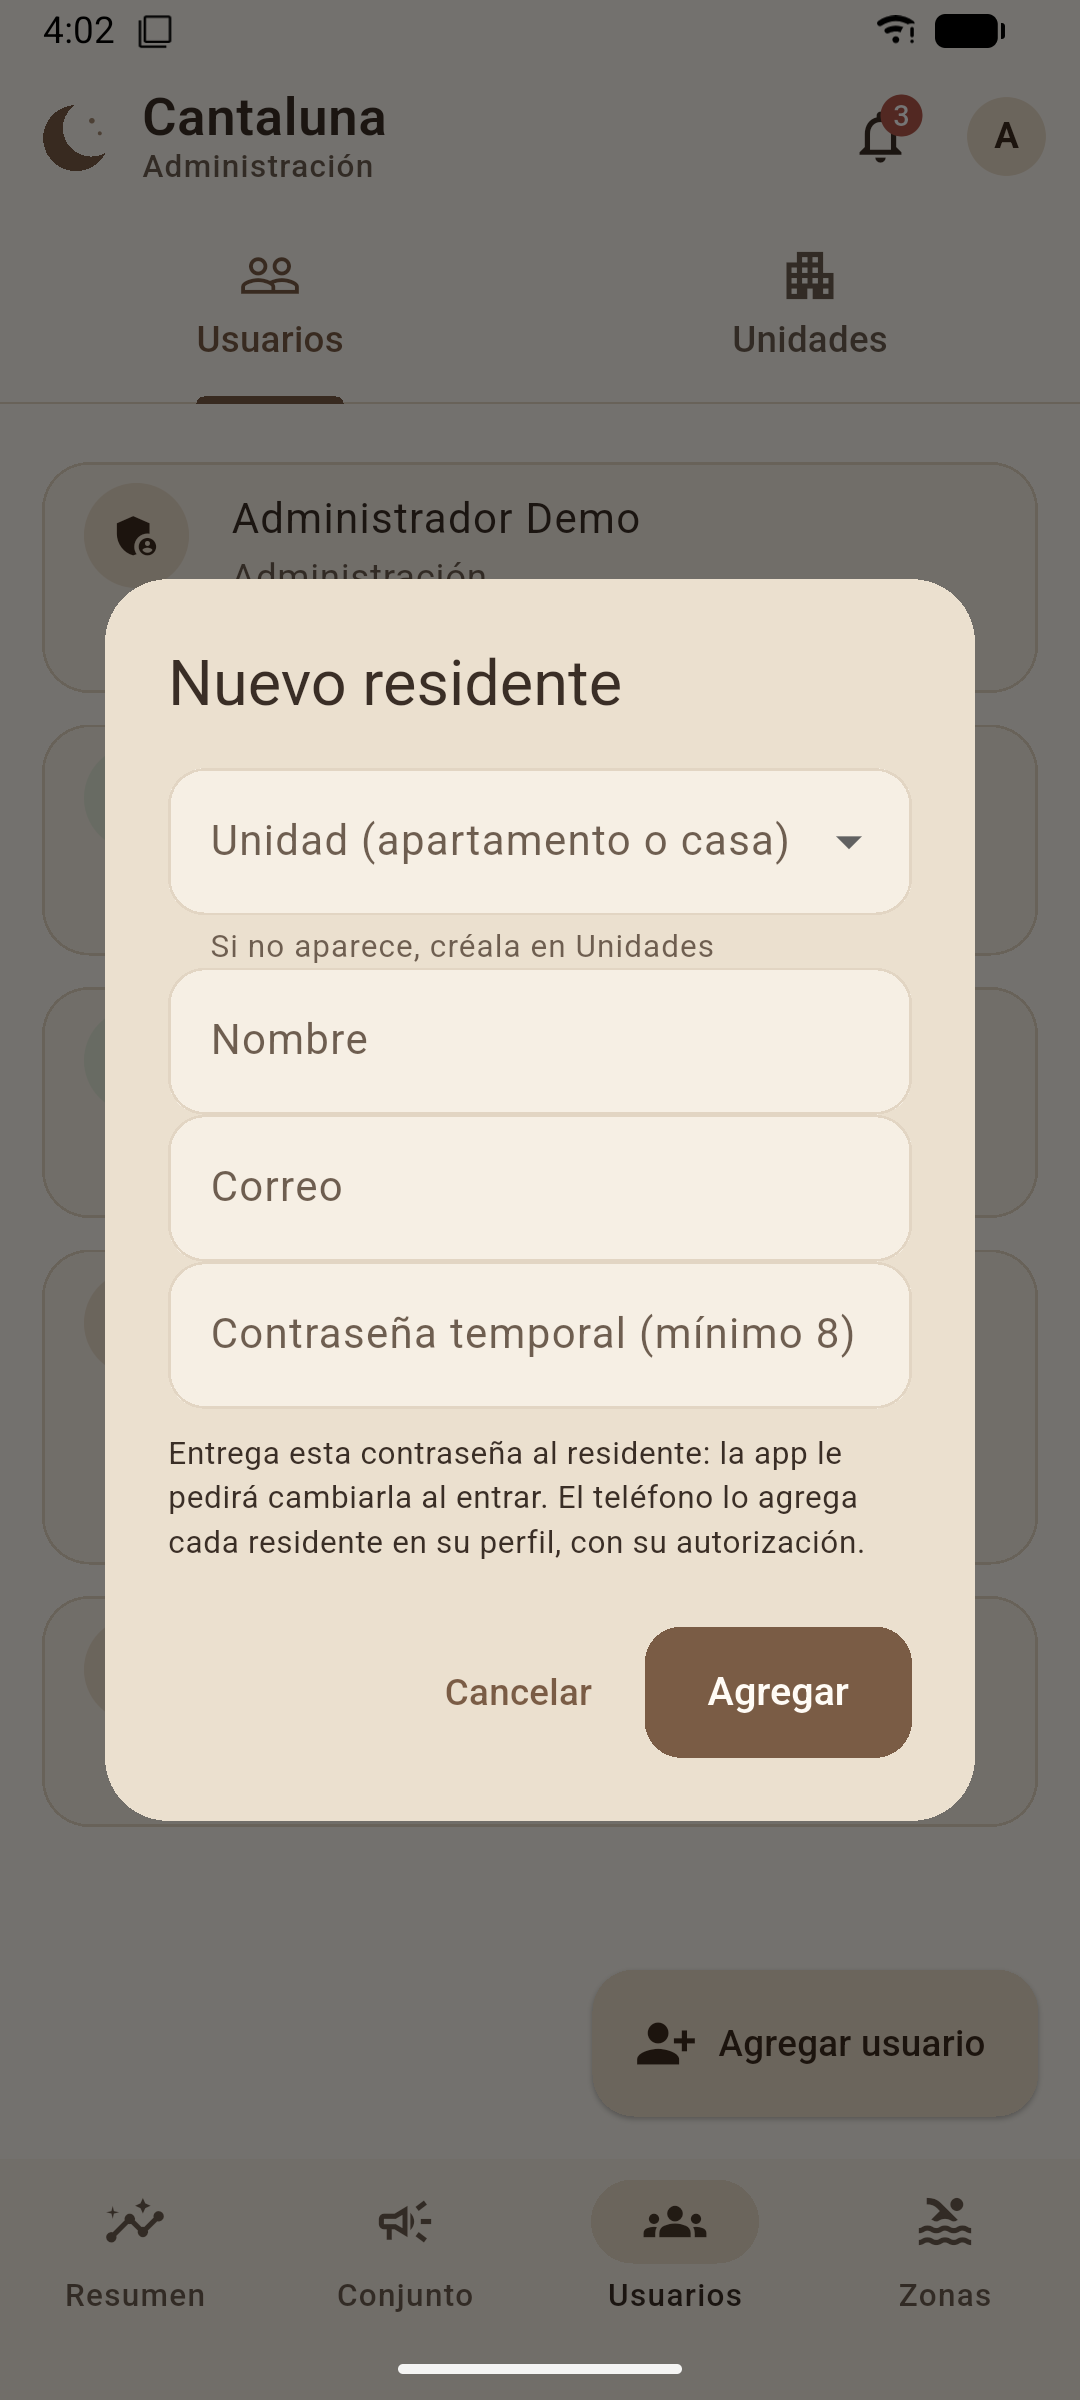 4:02
Cantaluna
Administración
3
A
Usuarios
Unidades
Administrador Demo
Administración
Nuevo residente
Unidad (apartamento o casa)
Si no aparece, créala en Unidades
Nombre
Correo
Contraseña temporal (mínimo 8)
Entrega esta contraseña al residente: la app le
pedirá cambiarla al entrar. El teléfono lo agrega
cada residente en su perfil, con su autorización.
Cancelar
Agregar
Agregar usuario
Resumen
Conjunto
Usuarios
Zonas